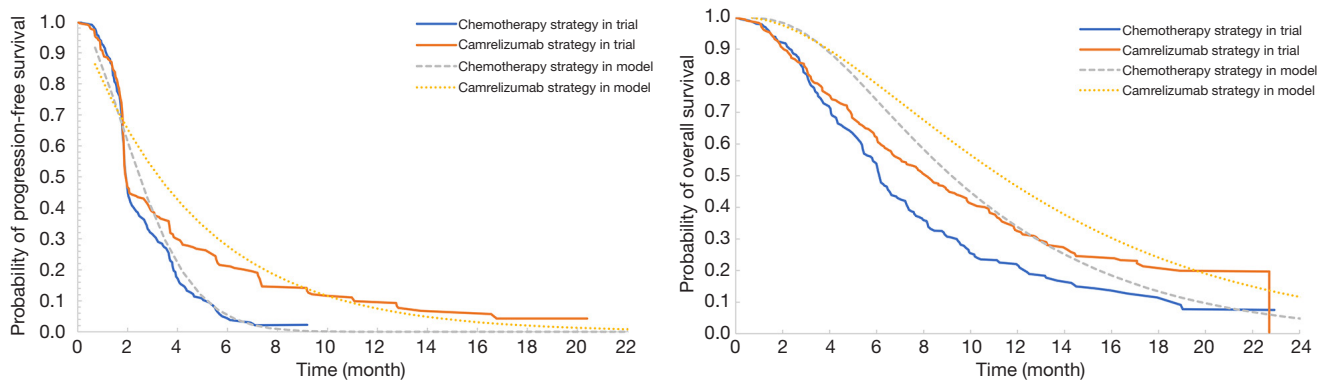 Chemotherapy strategy in trial
Camrelizumab strategy in trial
Chemotherapy strategy in model
Camrelizumab strategy in model
Probability of progression-free survival
1.0
0.9
0.8
0.7
0.6
0.5
0.4
0.3
0.2
0.1
0.0
0 2 4 6 8 10 12 14 16 18 20 22
Time (month)
Chemotherapy strategy in trial
Camrelizumab strategy in trial
Chemotherapy strategy in model
Camrelizumab strategy in model
Probability of overall survival
1.0
0.9
0.8
0.7
0.6
0.5
0.4
0.3
0.2
0.1
0.0
0 2 4 6 8 10 12 14 16 18 20 22 24
Time (month)